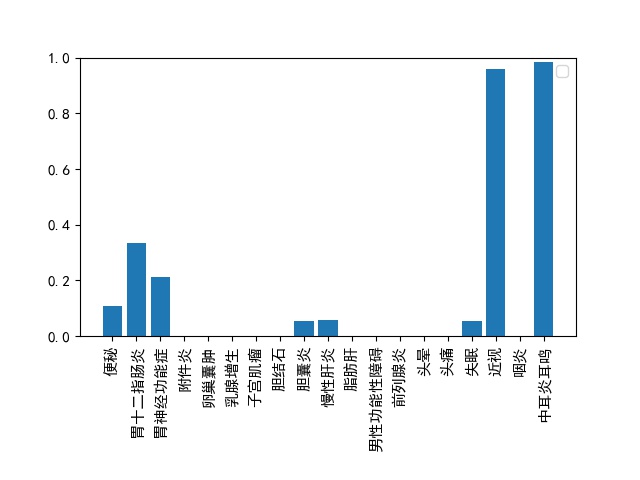 1.0
0.8
0.6
0.4
0.2
0.0
便秘
胃十二指肠炎
胃神经功能症
附件炎
卵巢囊肿
乳腺增生
子宫肌瘤
胆结石
胆囊炎
慢性肝炎
脂肪肝
男性功能性障碍
前列腺炎
头晕
头痛
失眠
近视
咽炎
中耳炎耳鸣